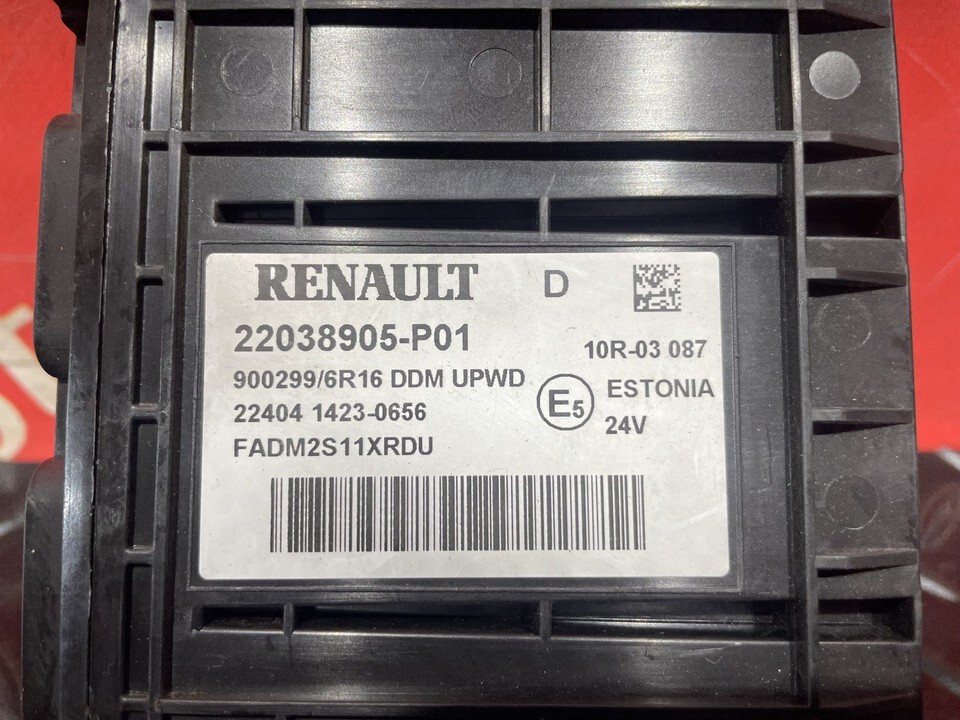 RENAULT D
22038905-P01
10R-03 087
900299/6R16 DDM UPWD
E5 ESTONIA
22404 1423-0656
24V
FADM2S11XRDU